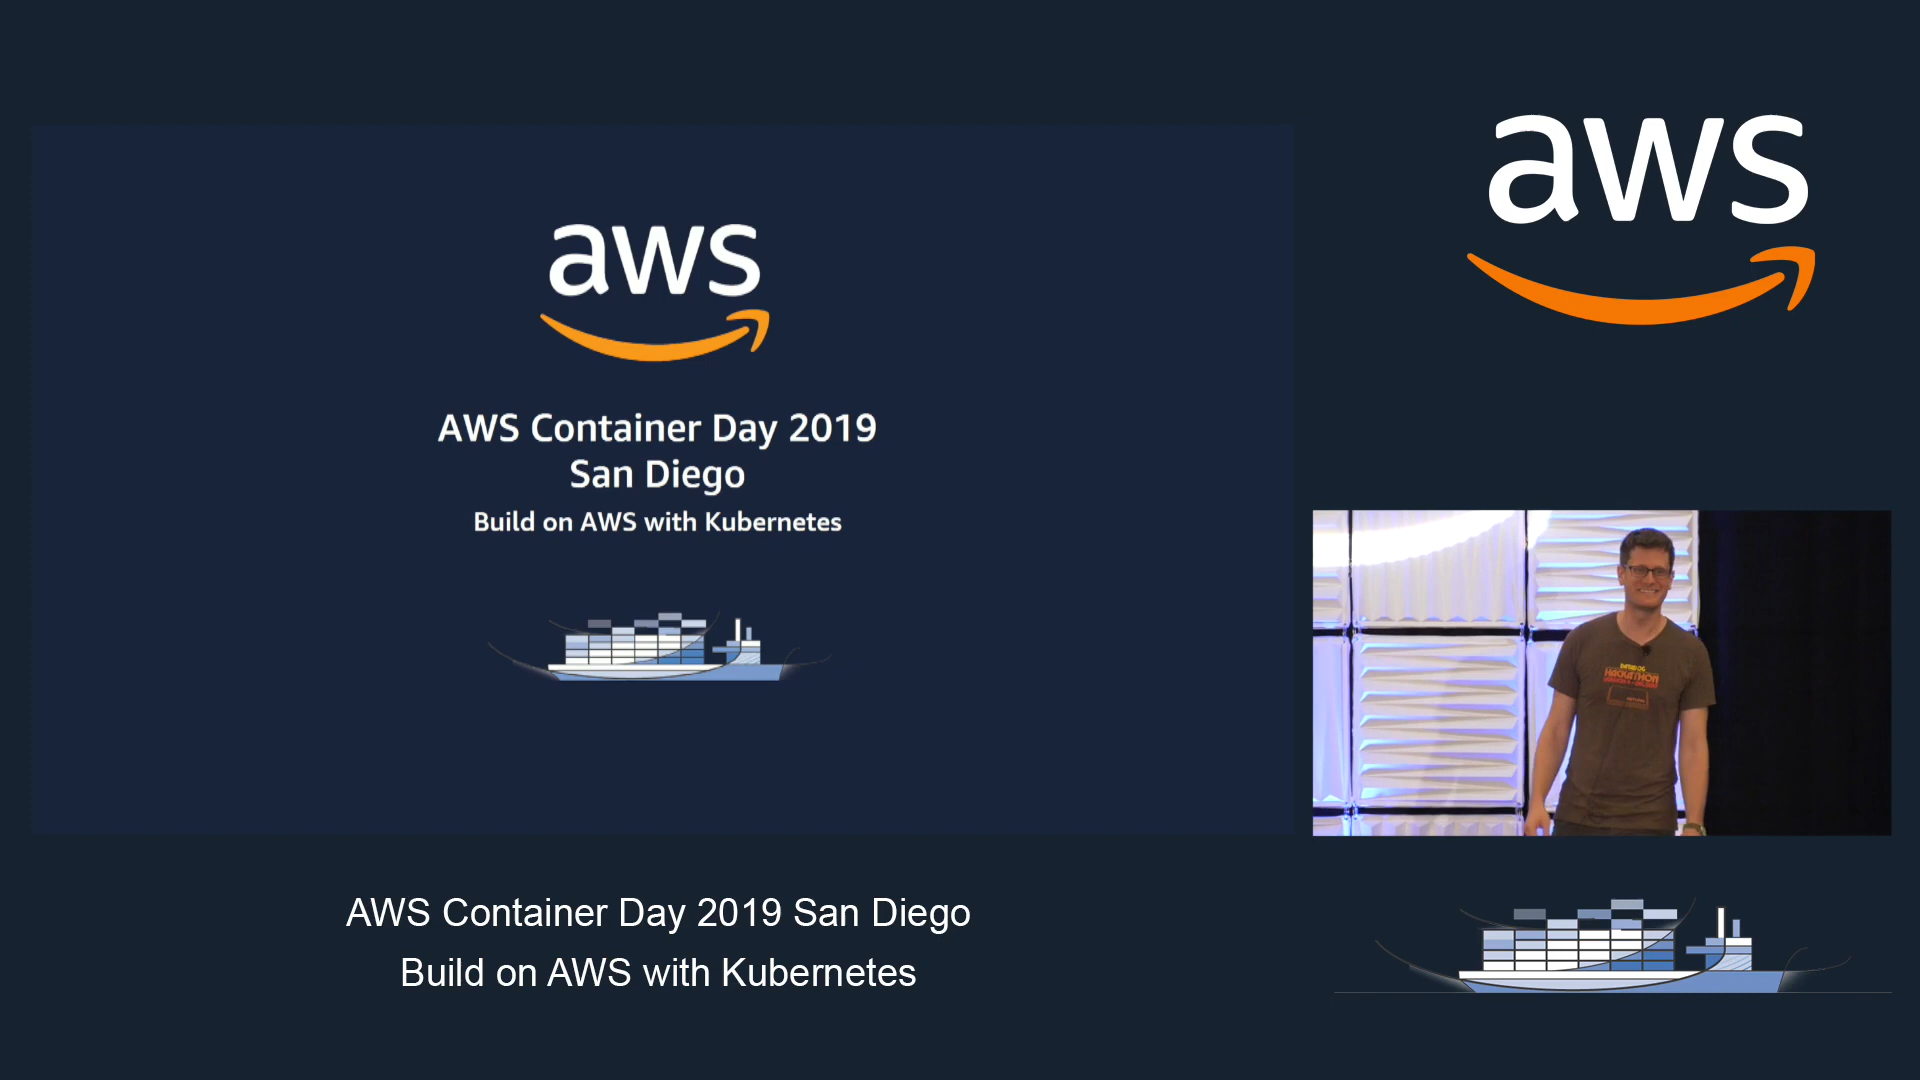 aws
AWS Container Day 2019
San Diego
Build on AWS with Kubernetes
aws
HACKATHON
AWS Container Day 2019 San Diego
Build on AWS with Kubernetes